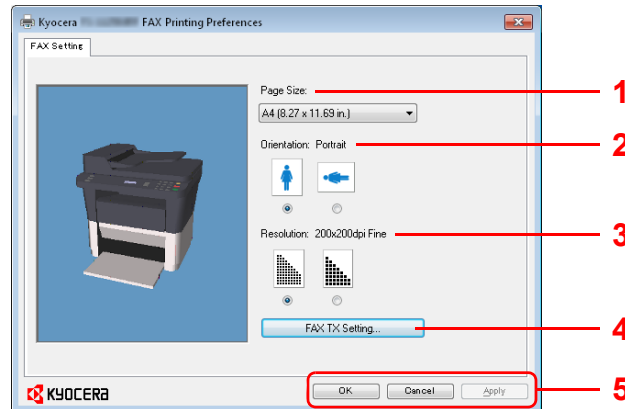 Kyocera FAX Printing Preferences
FAX Setting
Page Size:
1
A4 (8.27 x 11.69 in.)
Orientation: Portrait
2
Resolution: 200x200dpi Fine
3
FAX TX Setting...
4
KYOCERA
OK
Cancel
Apply
5